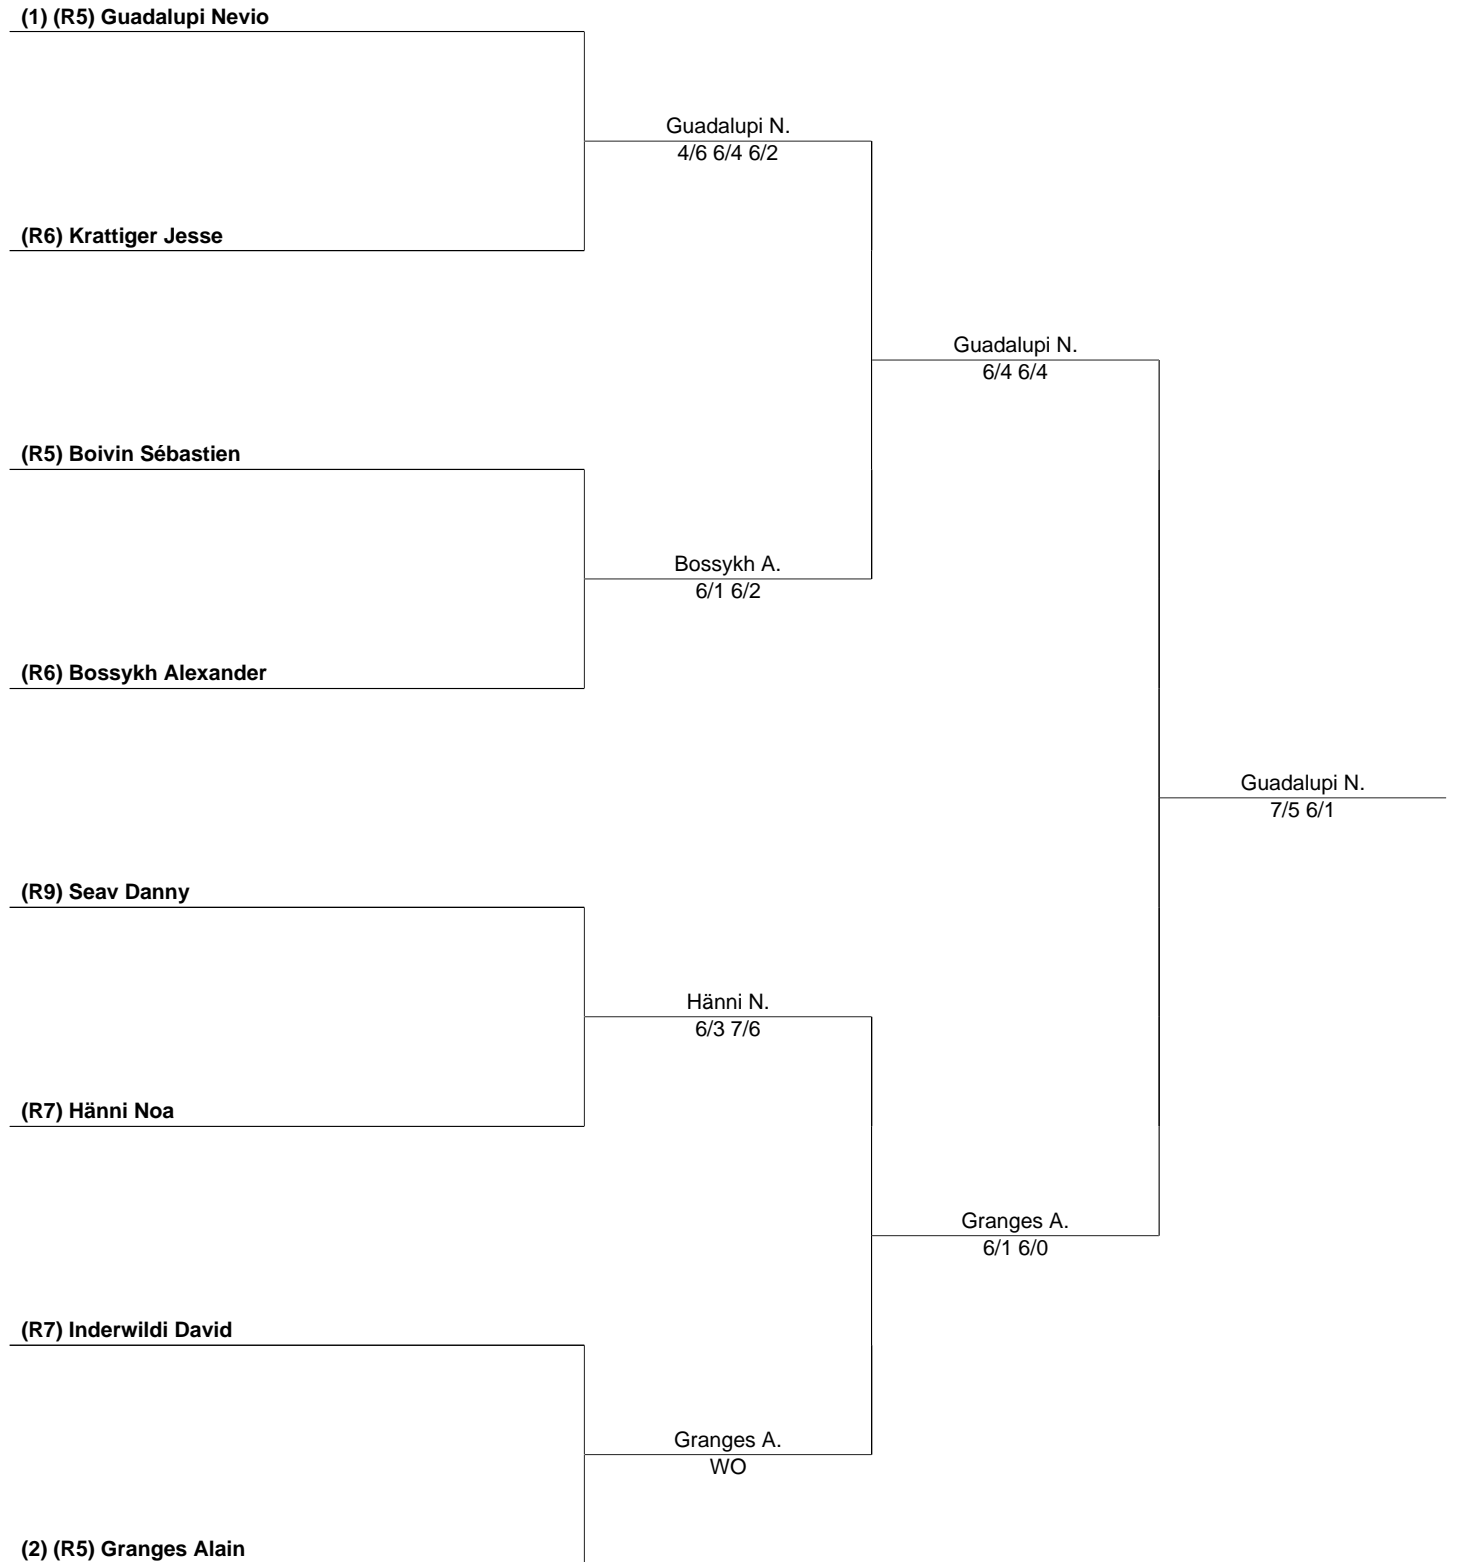 (1) (R5) Guadalupi Nevio
Guadalupi N.
4/6 6/4 6/2
(R6) Krattiger Jesse
Guadalupi N.
6/4 6/4
(R5) Boivin Sébastien
Bossykh A.
6/1 6/2
(R6) Bossykh Alexander
Guadalupi N.
7/5 6/1
(R9) Seav Danny
Hänni N.
6/3 7/6
(R7) Hänni Noa
Granges A.
6/1 6/0
(R7) Inderwildi David
Granges A.
WO
(2) (R5) Granges Alain